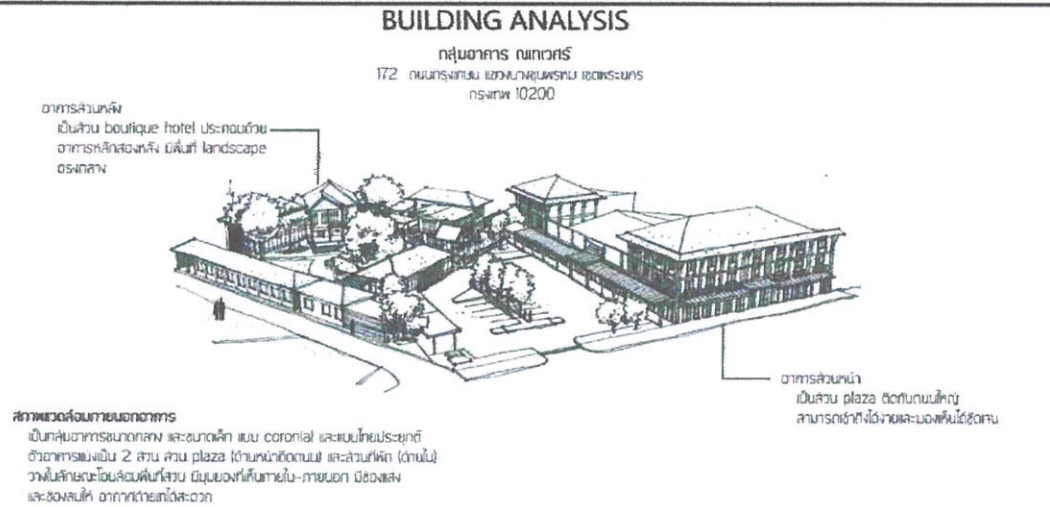 BUILDING ANALYSIS
กลุ่มอาคาร ณเทเวศร์
172 ถนนกรุงเกษม แขวงบางขุนพรหม เขตพระนคร
กรุงเทพ 10200
อาคารส่วนหลัง
เป็นส่วน boutique hotel ประกอบด้วย
อาคารหลักสองหลัง มีพื้นที่ landscape
ตรงกลาง
อาคารส่วนหน้า
เป็นส่วน plaza ติดกับถนนใหญ่
สามารถเข้าถึงได้ง่ายและมองเห็นได้ชัดเจน
สภาพแวดล้อมภายนอกอาคาร
เป็นกลุ่มอาคารขนาดกลาง และขนาดเล็ก แบบ coronial และแบบไทยประยุกต์
ตัวอาคารแบ่งเป็น 2 ส่วน ส่วน plaza (ด้านหน้าติดถนน) และส่วนที่พัก (ด้านใน)
วางในลักษณะโอบล้อมพื้นที่สวน มีมุมมองที่เห็นภายใน-ภายนอก มีช่องแสง
และช่องลมให้ อากาศถ่ายเทได้สะดวก